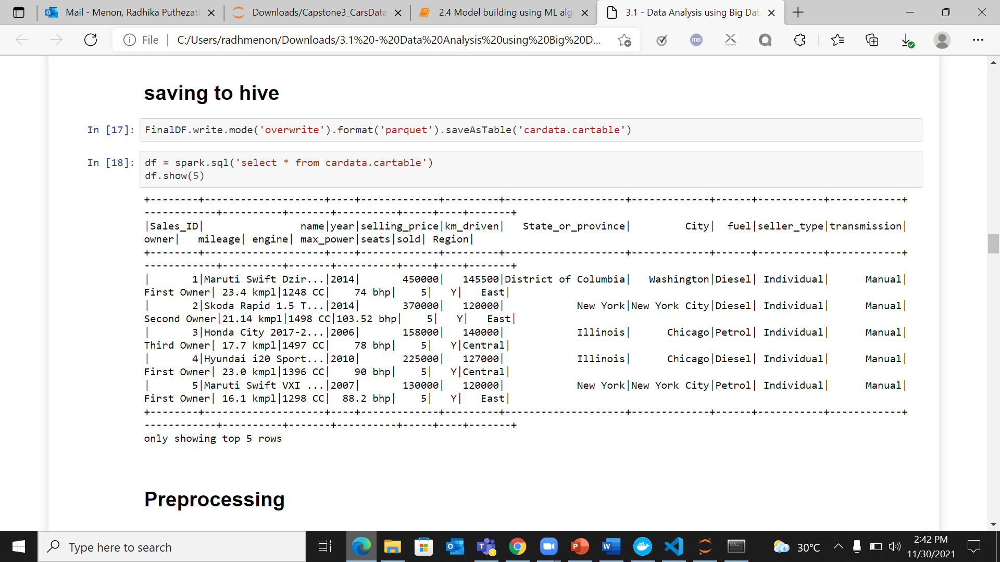 Mail - Menon, Radhika Puthezath
Downloads/Capstone3_CarsData
2.4 Model building using ML algo
3.1 - Data Analysis using Big Data
File
C:/Users/radhmenon/Downloads/3.1%20-%20Data%20Analysis%20using%20Big%20D...
me
saving to hive
In [17]: FinalDF.write.mode('overwrite').format('parquet').saveAsTable('cardata.cartable')
In [18]: df = spark.sql('select * from cardata.cartable')
df.show(5)
+--------+--------------------+----+-------------+---------+--------------------+-------------+------+-----------+------------+
------------+----------+-------+----------+-----+----+-------+
|Sales_ID|                name|year|selling_price|km_driven|   State_or_province|         City|  fuel|seller_type|transmission|
owner|   mileage| engine| max_power|seats|sold| Region|
+--------+--------------------+----+-------------+---------+--------------------+-------------+------+-----------+------------+
------------+----------+-------+----------+-----+----+-------+
|       1|Maruti Swift Dzir...|2014|       450000|   145500|District of Columbia|   Washington|Diesel| Individual|      Manual|
First Owner| 23.4 kmpl|1248 CC|    74 bhp|    5|   Y|   East|
|       2|Skoda Rapid 1.5 T...|2014|       370000|   120000|            New York|New York City|Diesel| Individual|      Manual|
Second Owner|21.14 kmpl|1498 CC|103.52 bhp|    5|   Y|   East|
|       3|Honda City 2017-2...|2006|       158000|   140000|            Illinois|      Chicago|Petrol| Individual|      Manual|
Third Owner| 17.7 kmpl|1497 CC|    78 bhp|    5|   Y|Central|
|       4|Hyundai i20 Sport...|2010|       225000|   127000|            Illinois|      Chicago|Diesel| Individual|      Manual|
First Owner| 23.0 kmpl|1396 CC|    90 bhp|    5|   Y|Central|
|       5|Maruti Swift VXI ...|2007|       130000|   120000|            New York|New York City|Petrol| Individual|      Manual|
First Owner| 16.1 kmpl|1298 CC|  88.2 bhp|    5|   Y|   East|
+--------+--------------------+----+-------------+---------+--------------------+-------------+------+-----------+------------+
------------+----------+-------+----------+-----+----+-------+
only showing top 5 rows
Preprocessing
Type here to search
30°C
2:42 PM
11/30/2021